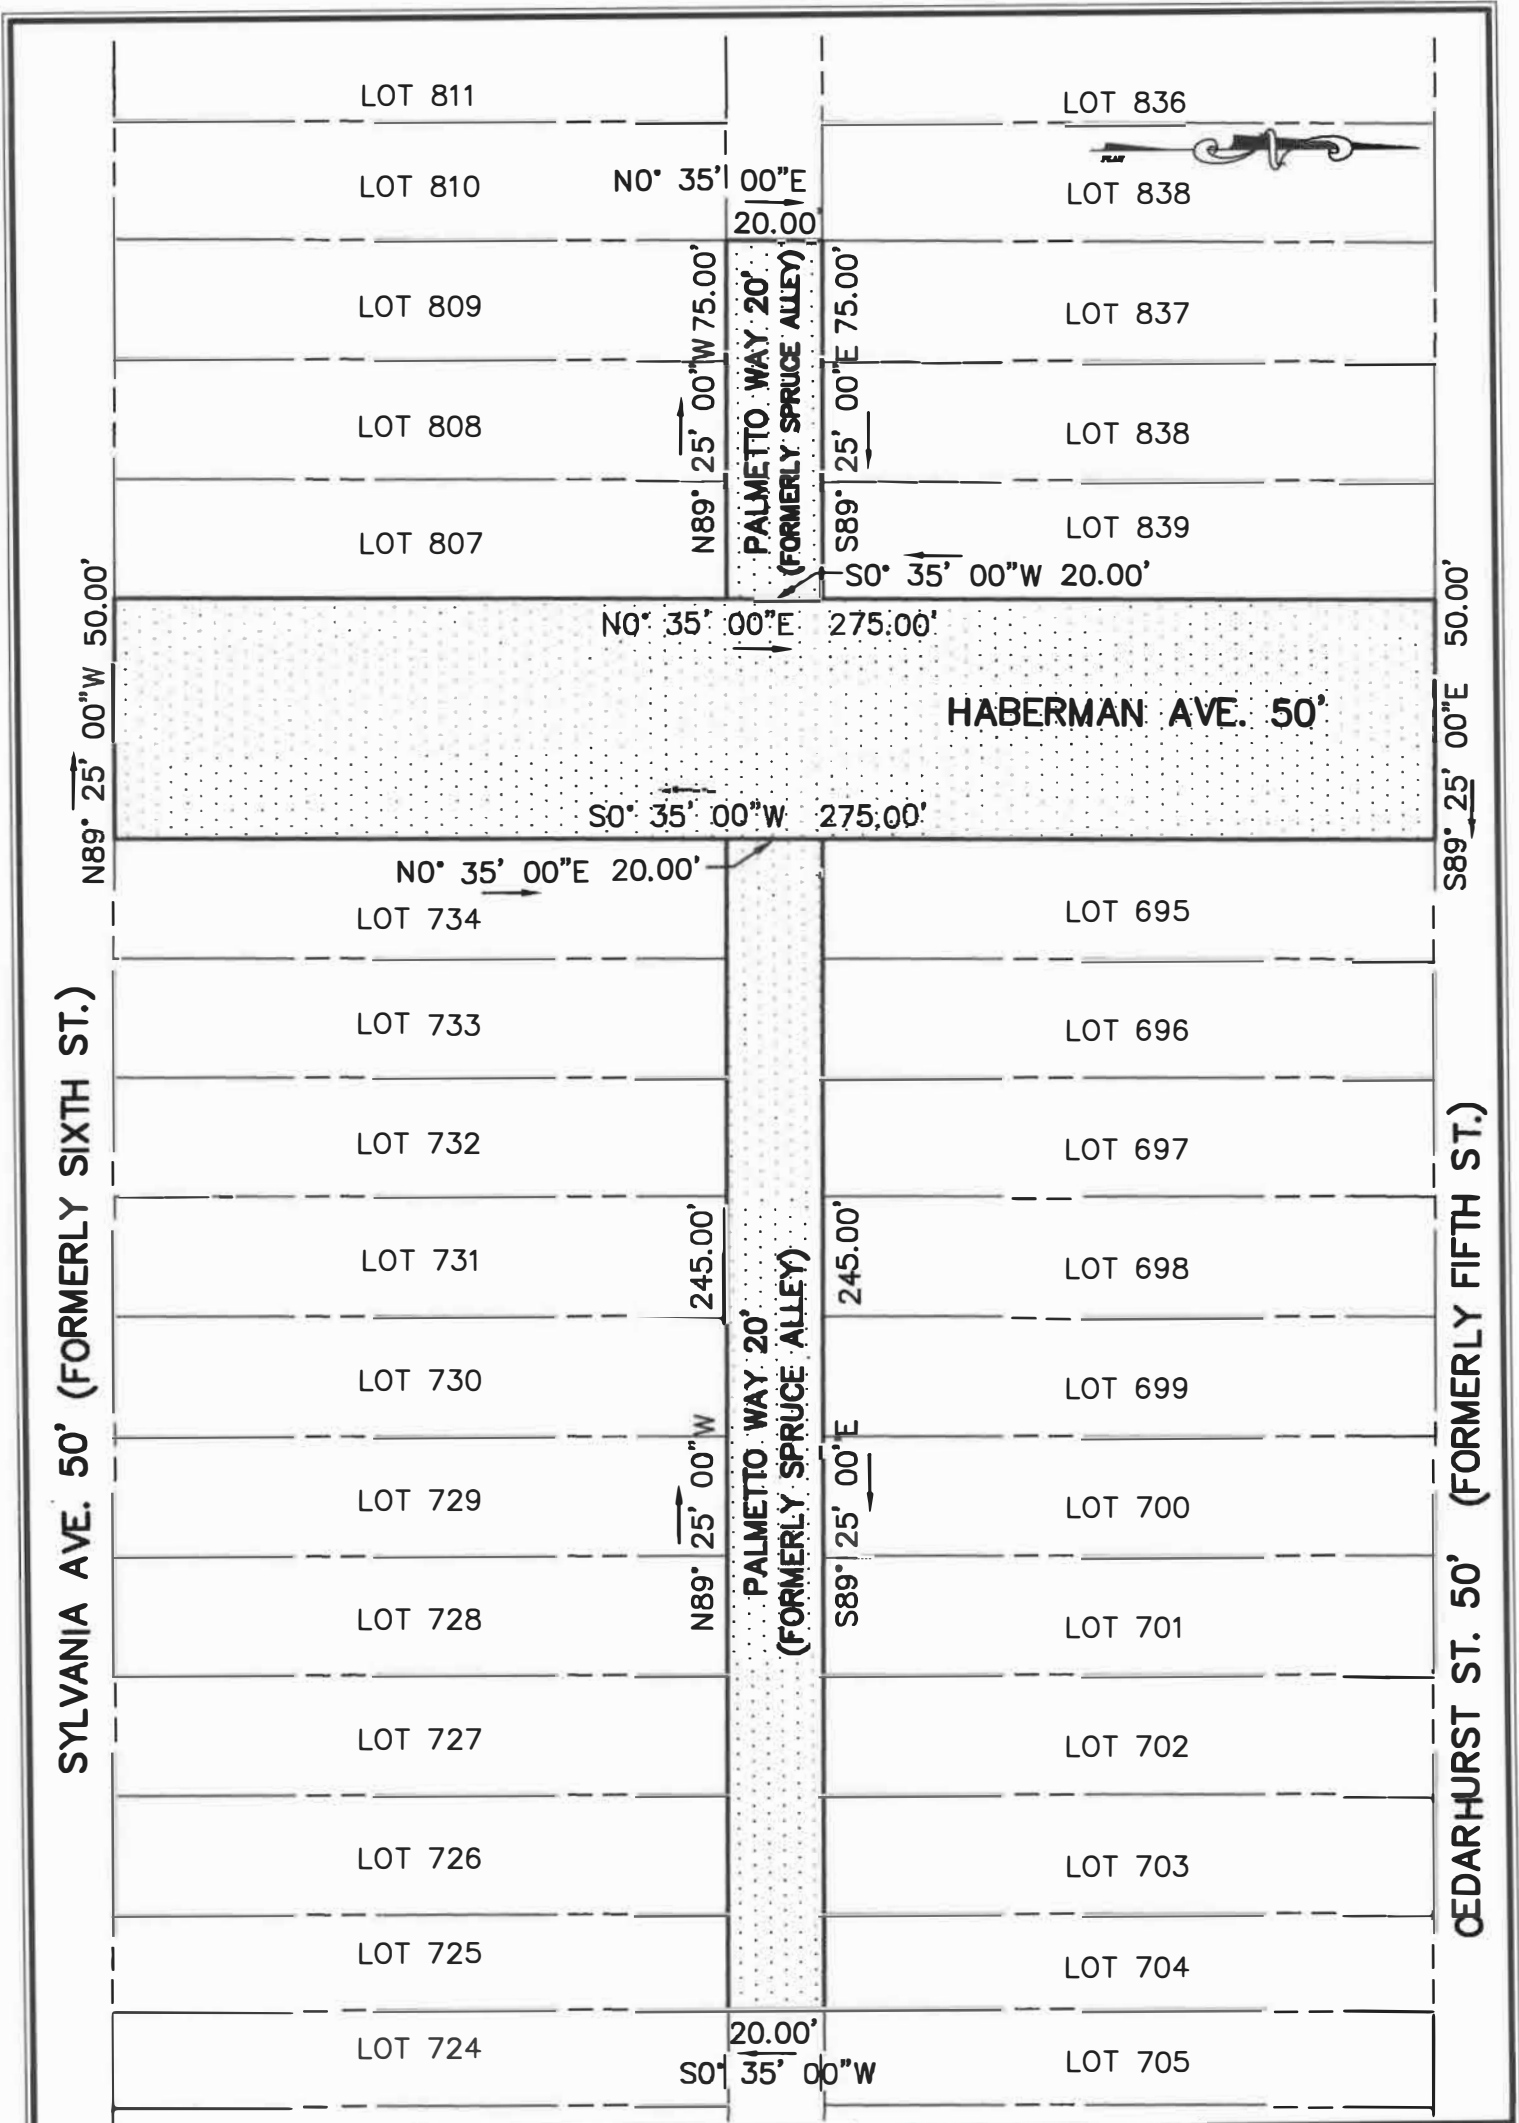 LOT 811
LOT 836
PLAN
LOT 810
N0° 35' 00"E
20.00'
LOT 838
LOT 809
N89° 25' 00"W 75.00'
PALMETTO WAY 20'
(FORMERLY SPRUCE ALLEY)
S89° 25' 00"E 75.00'
LOT 837
LOT 808
LOT 838
LOT 807
LOT 839
S0° 35' 00"W 20.00'
N89° 25' 00"W 50.00'
N0° 35' 00"E 275.00'
HABERMAN AVE. 50'
S89° 25' 00"E 50.00'
S0° 35' 00"W 275.00'
N0° 35' 00"E 20.00'
LOT 734
LOT 695
LOT 733
LOT 696
LOT 732
LOT 697
SYLVANIA AVE. 50' (FORMERLY SIXTH ST.)
LOT 731
N89° 25' 00"W 245.00'
PALMETTO WAY 20'
(FORMERLY SPRUCE ALLEY)
S89° 25' 00"E 245.00'
LOT 698
CEDARHURST ST. 50' (FORMERLY FIFTH ST.)
LOT 730
LOT 699
LOT 729
LOT 700
LOT 728
LOT 701
LOT 727
LOT 702
LOT 726
LOT 703
LOT 725
LOT 704
LOT 724
20.00'
S0° 35' 00"W
LOT 705